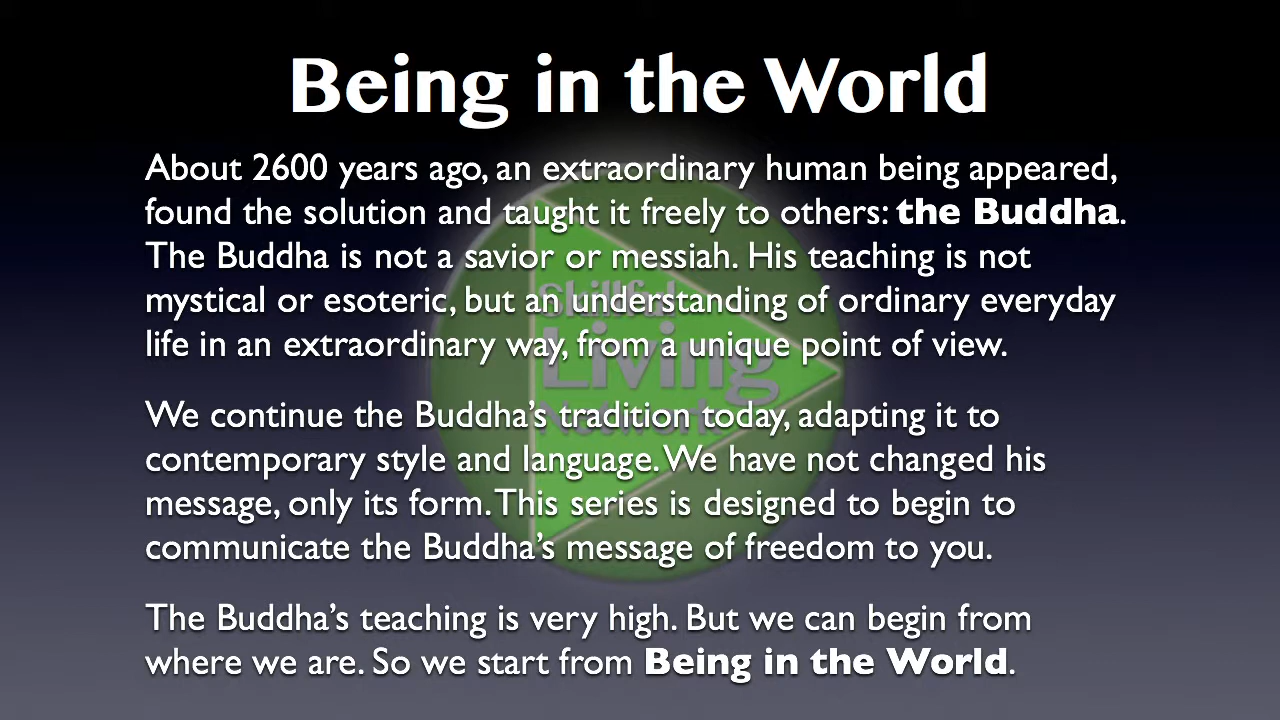 Being in the World
About 2600 years ago, an extraordinary human being appeared,
found the solution and taught it freely to others: the Buddha.
The Buddha is not a savior or messiah. His teaching is not
mystical or esoteric, but an understanding of ordinary everyday
life in an extraordinary way, from a unique point of view.
We continue the Buddha's tradition today, adapting it to
contemporary style and language. We have not changed his
message, only its form. This series is designed to begin to
communicate the Buddha's message of freedom to you.
The Buddha's teaching is very high. But we can begin from
where we are. So we start from Being in the World.
Skillful
Living
Network